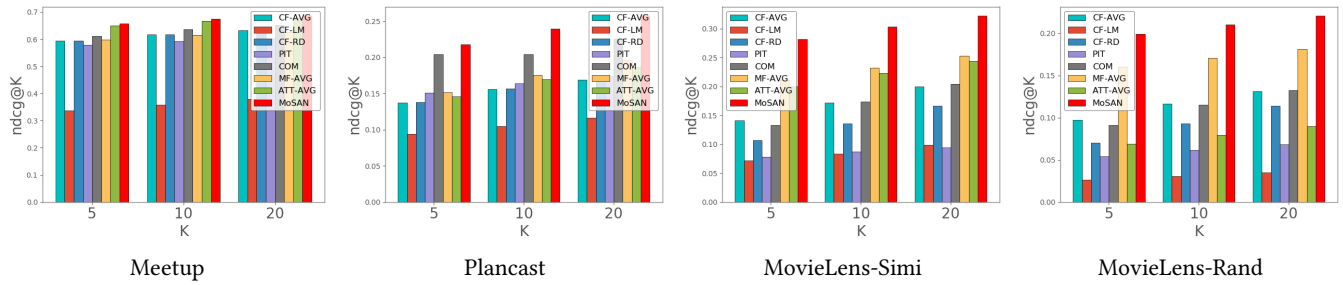 ndcg@K
0.7
0.6
0.5
0.4
0.3
0.2
0.1
0.0
CF-AVG
CF-LM
CF-RD
PIT
COM
MF-AVG
ATT-AVG
MoSAN
5 10 20
K
Meetup
ndcg@K
0.25
0.20
0.15
0.10
0.05
0.00
CF-AVG
CF-LM
CF-RD
PIT
COM
MF-AVG
ATT-AVG
MoSAN
5 10 20
K
Plancast
ndcg@K
0.30
0.25
0.20
0.15
0.10
0.05
0.00
CF-AVG
CF-LM
CF-RD
PIT
COM
MF-AVG
ATT-AVG
MoSAN
5 10 20
K
MovieLens-Simi
ndcg@K
0.20
0.15
0.10
0.05
0.00
CF-AVG
CF-LM
CF-RD
PIT
COM
MF-AVG
ATT-AVG
MoSAN
5 10 20
K
MovieLens-Rand